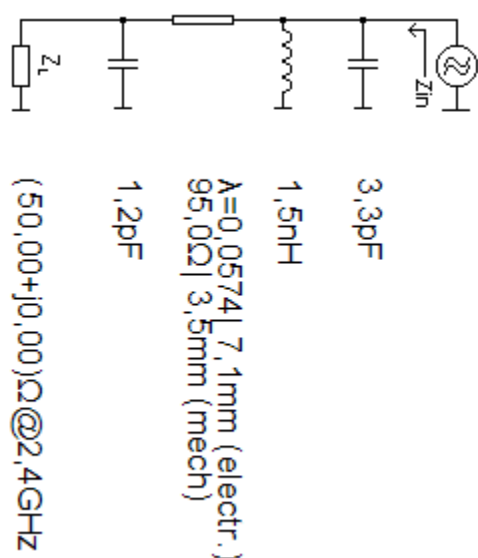 Z_L
Zin
3,3pF
1,5nH
λ=0,0574| 7,1mm (electr.)
95,0Ω| 3,5mm (mech)
1,2pF
(50,00+j0,00)Ω@2,4GHz